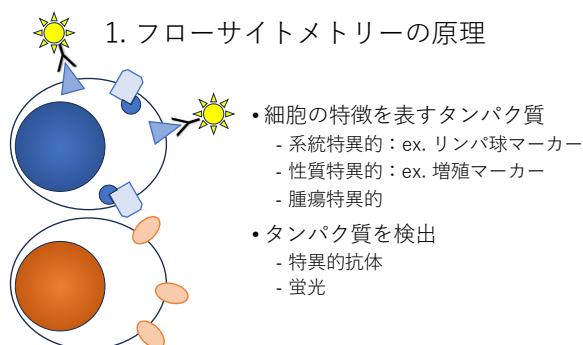 1. フローサイトメトリーの原理
• 細胞の特徴を表すタンパク質
- 系統特異的：ex. リンパ球マーカー
- 性質特異的：ex. 増殖マーカー
- 腫瘍特異的
• タンパク質を検出
- 特異的抗体
- 蛍光